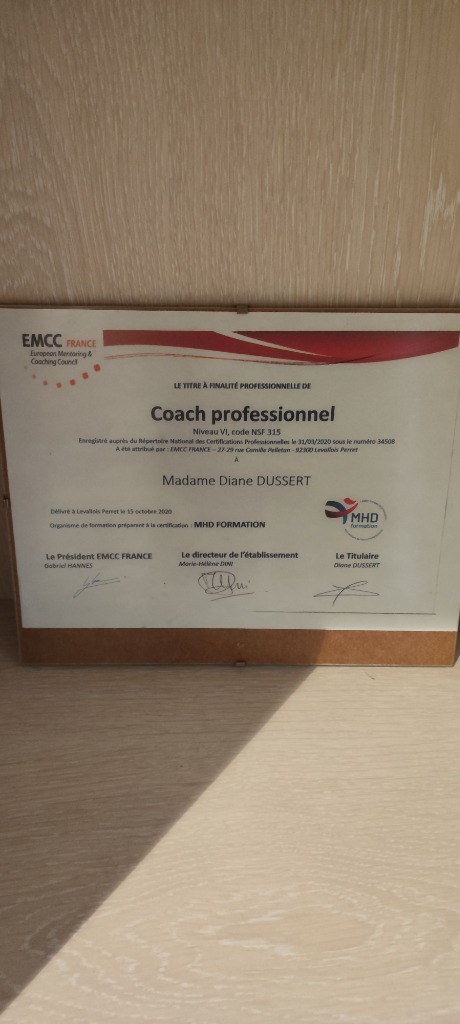 EMCC FRANCE
European Mentoring &
Coaching Council
LE TITRE À FINALITÉ PROFESSIONNELLE DE
Coach professionnel
Niveau VI, code NSF 315
Enregistré auprès du Répertoire National des Certifications Professionnelles le 31/03/2020 sous le numéro 34508
A été attribué par : EMCC FRANCE – 27-29 rue Camille Pelletan - 92300 Levallois Perret
À
Madame Diane DUSSERT
Délivré à Levallois Perret le 15 octobre 2020
Organisme de formation préparant à la certification : MHD FORMATION
MHD
formation
Le Président EMCC FRANCE
Gabriel HANNES
Le directeur de l'établissement
Marie-Hélène DINI
Le Titulaire
Diane DUSSERT